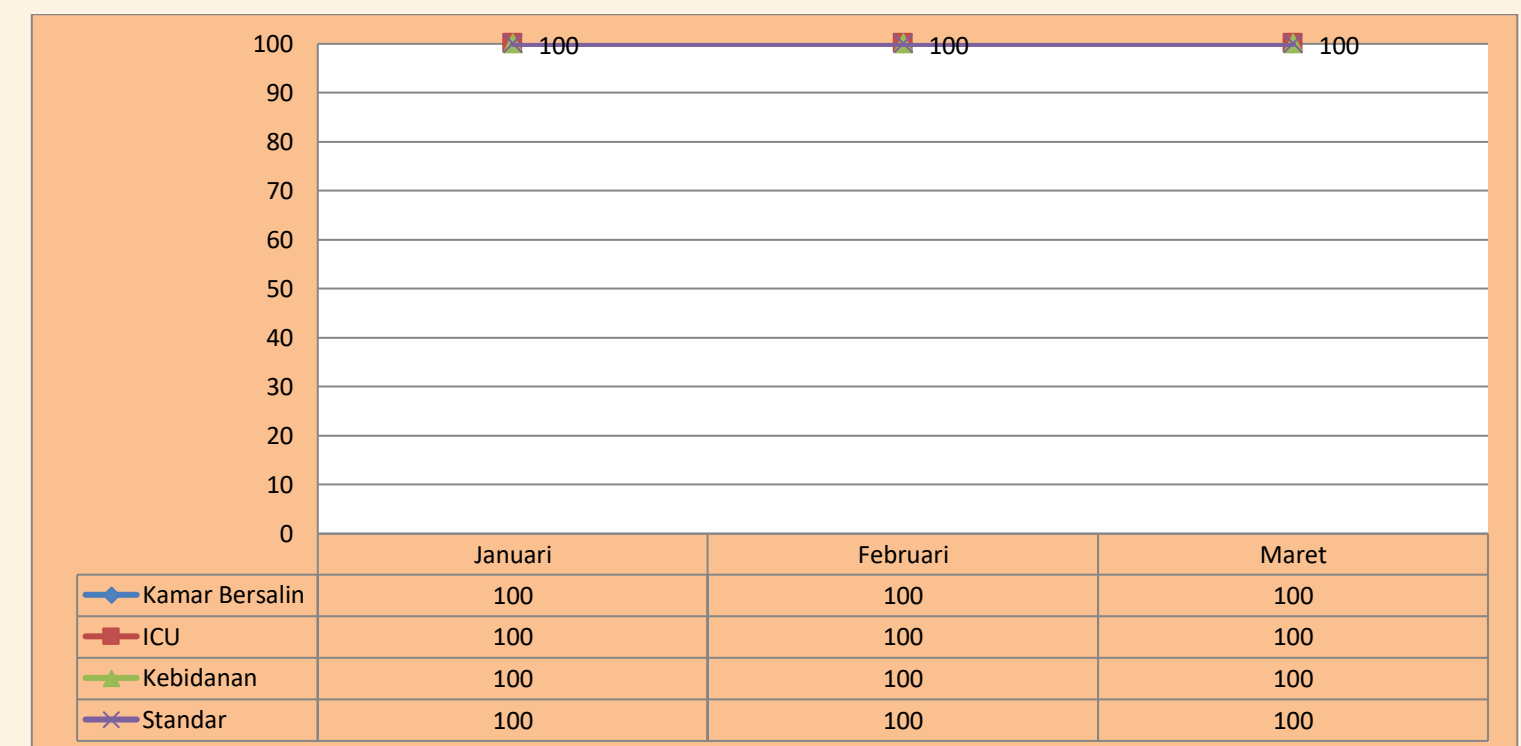 100
100 100 100
90
80
70
60
50
40
30
20
10
0
Januari Februari Maret
Kamar Bersalin 100 100 100
ICU 100 100 100
Kebidanan 100 100 100
Standar 100 100 100